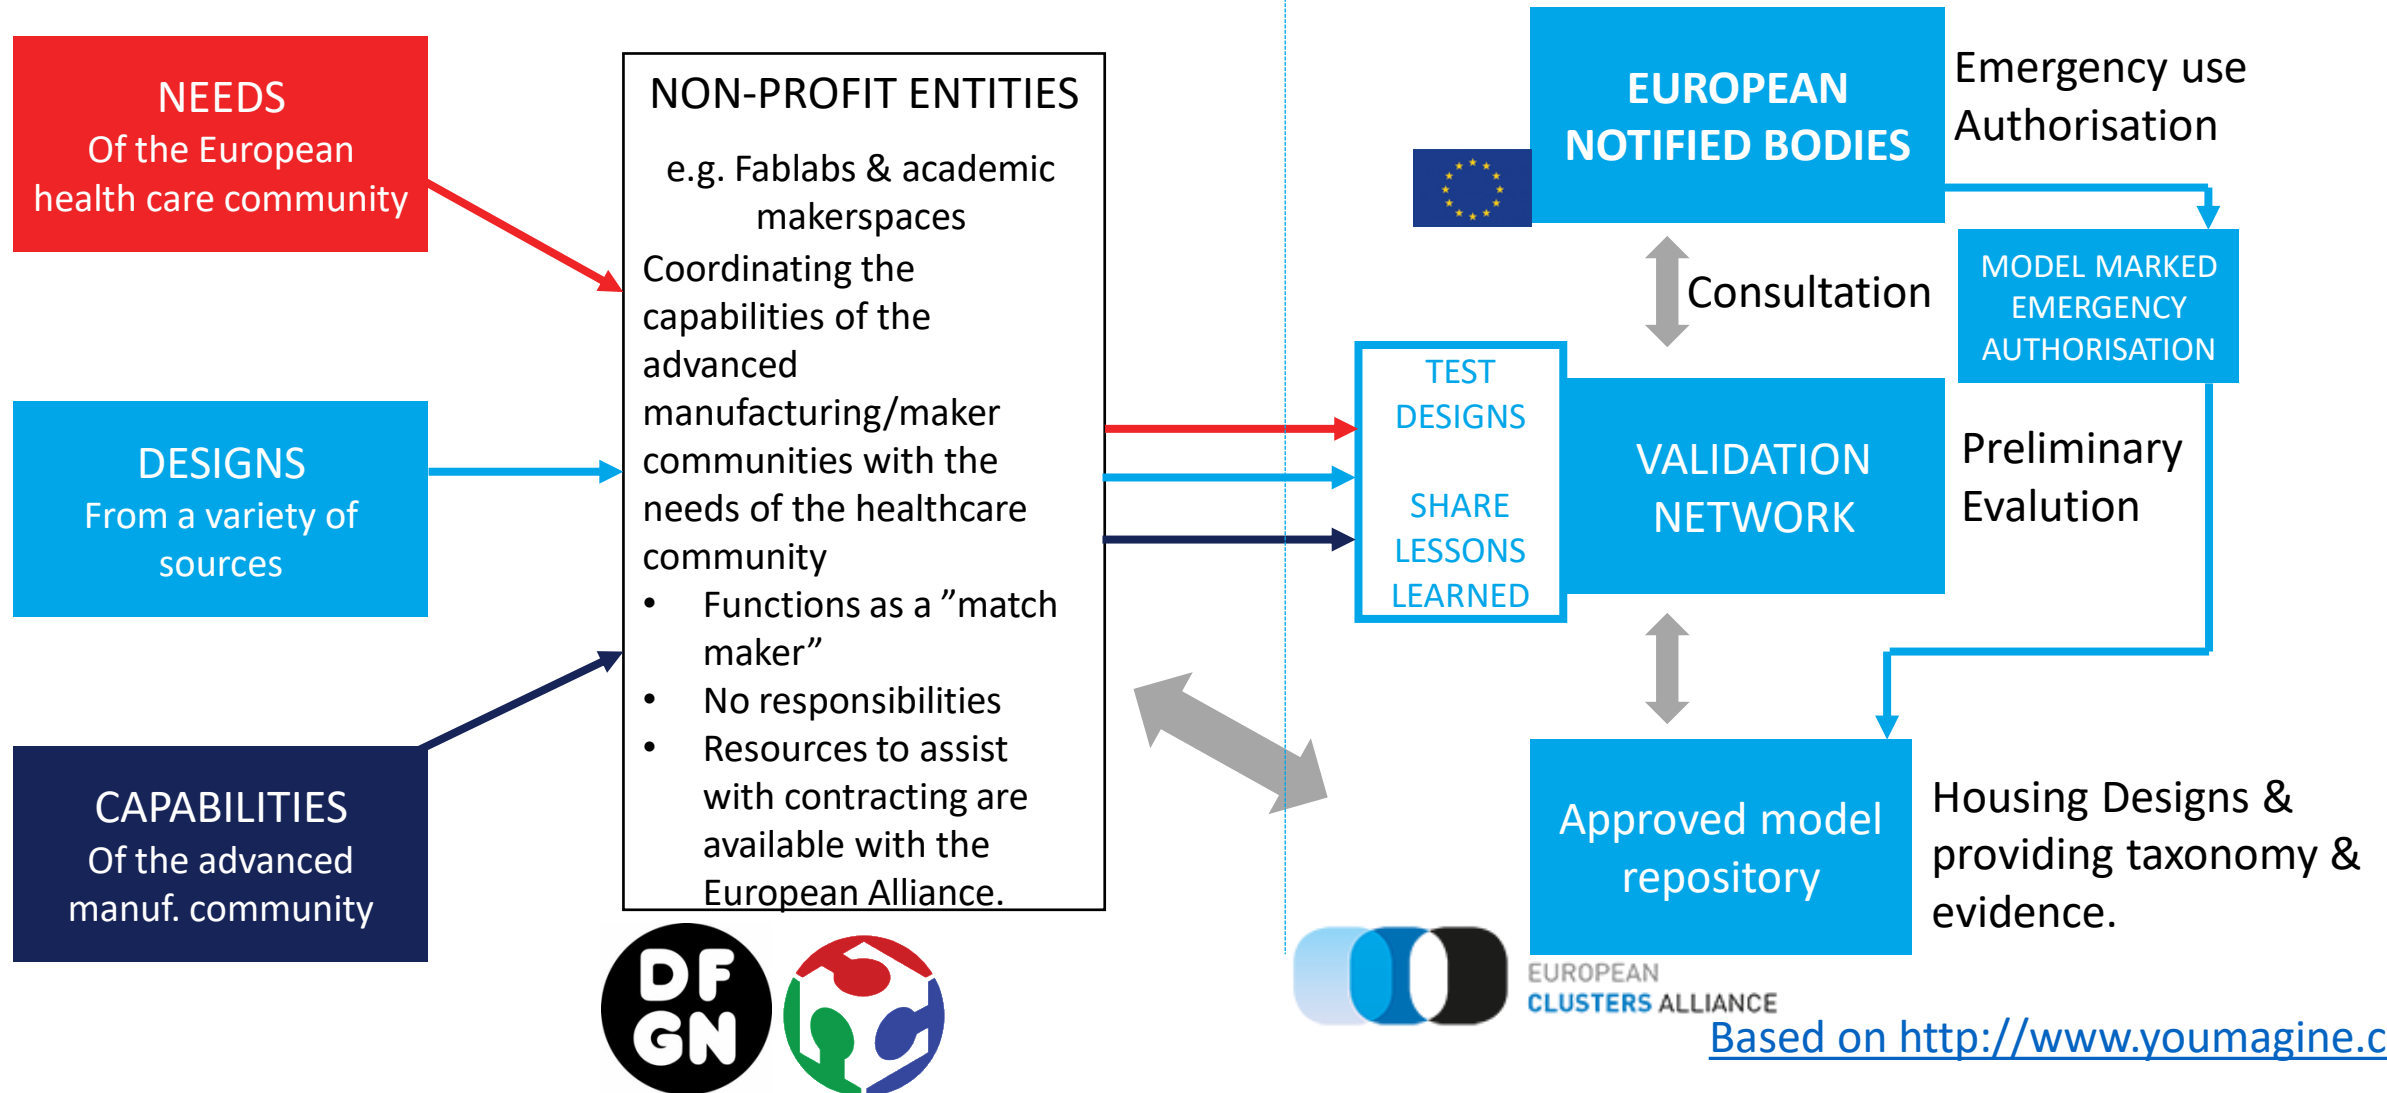 NEEDS
Of the European
health care community
DESIGNS
From a variety of
sources
CAPABILITIES
Of the advanced
manuf. community
NON-PROFIT ENTITIES
e.g. Fablabs & academic
makerspaces
Coordinating the
capabilities of the
advanced
manufacturing/maker
communities with the
needs of the healthcare
community
• Functions as a ”match
maker”
• No responsibilities
• Resources to assist
with contracting are
available with the
European Alliance.
DF
GN
EUROPEAN
NOTIFIED BODIES
Emergency use
Authorisation
Consultation
MODEL MARKED
EMERGENCY
AUTHORISATION
TEST
DESIGNS
SHARE
LESSONS
LEARNED
VALIDATION
NETWORK
Preliminary
Evalution
Approved model
repository
Housing Designs &
providing taxonomy &
evidence.
EUROPEAN
CLUSTERS ALLIANCE
Based on http://www.youmagine.c